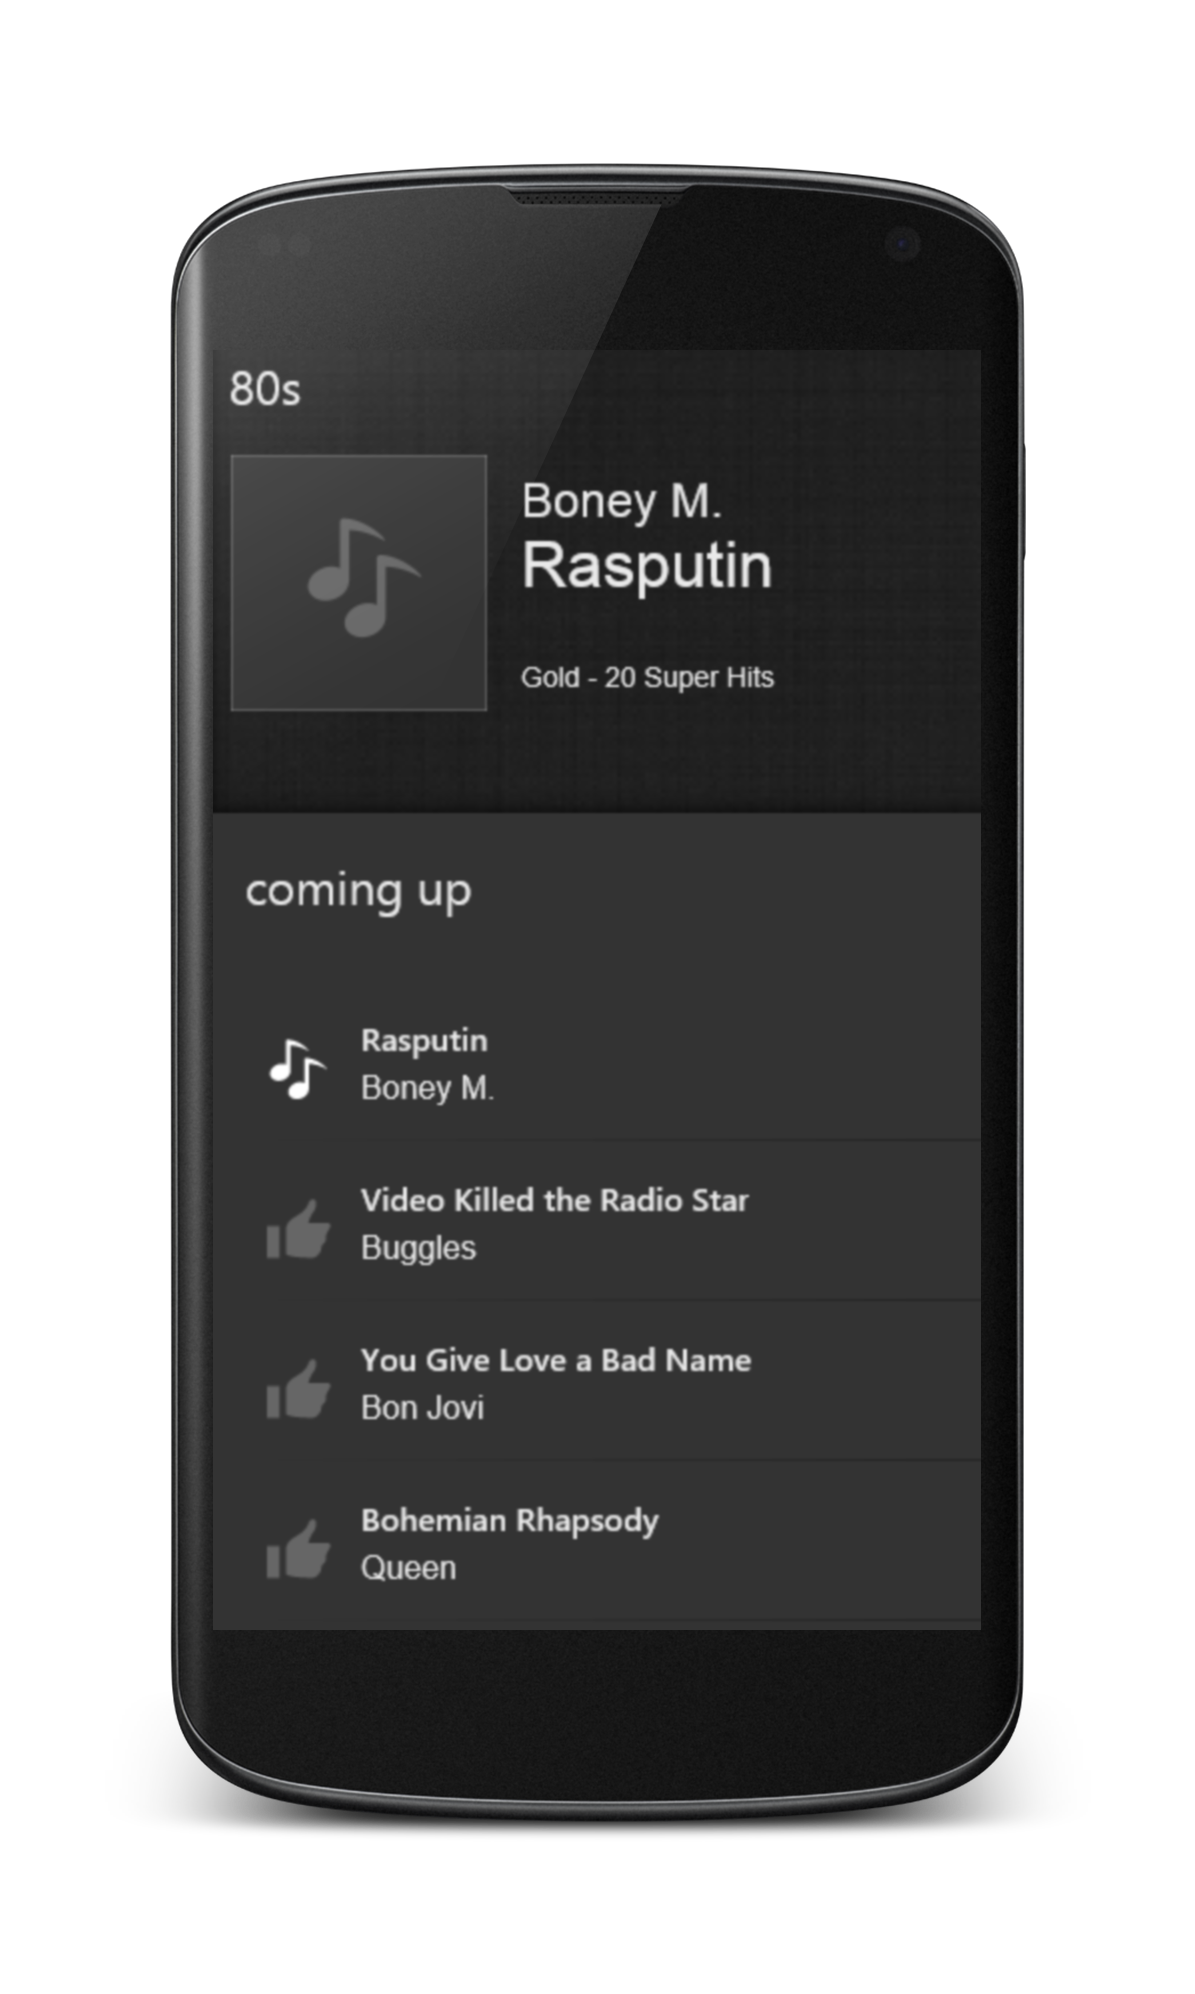 80s
Boney M.
Rasputin
Gold - 20 Super Hits
coming up
Rasputin
Boney M.
Video Killed the Radio Star
Buggles
You Give Love a Bad Name
Bon Jovi
Bohemian Rhapsody
Queen